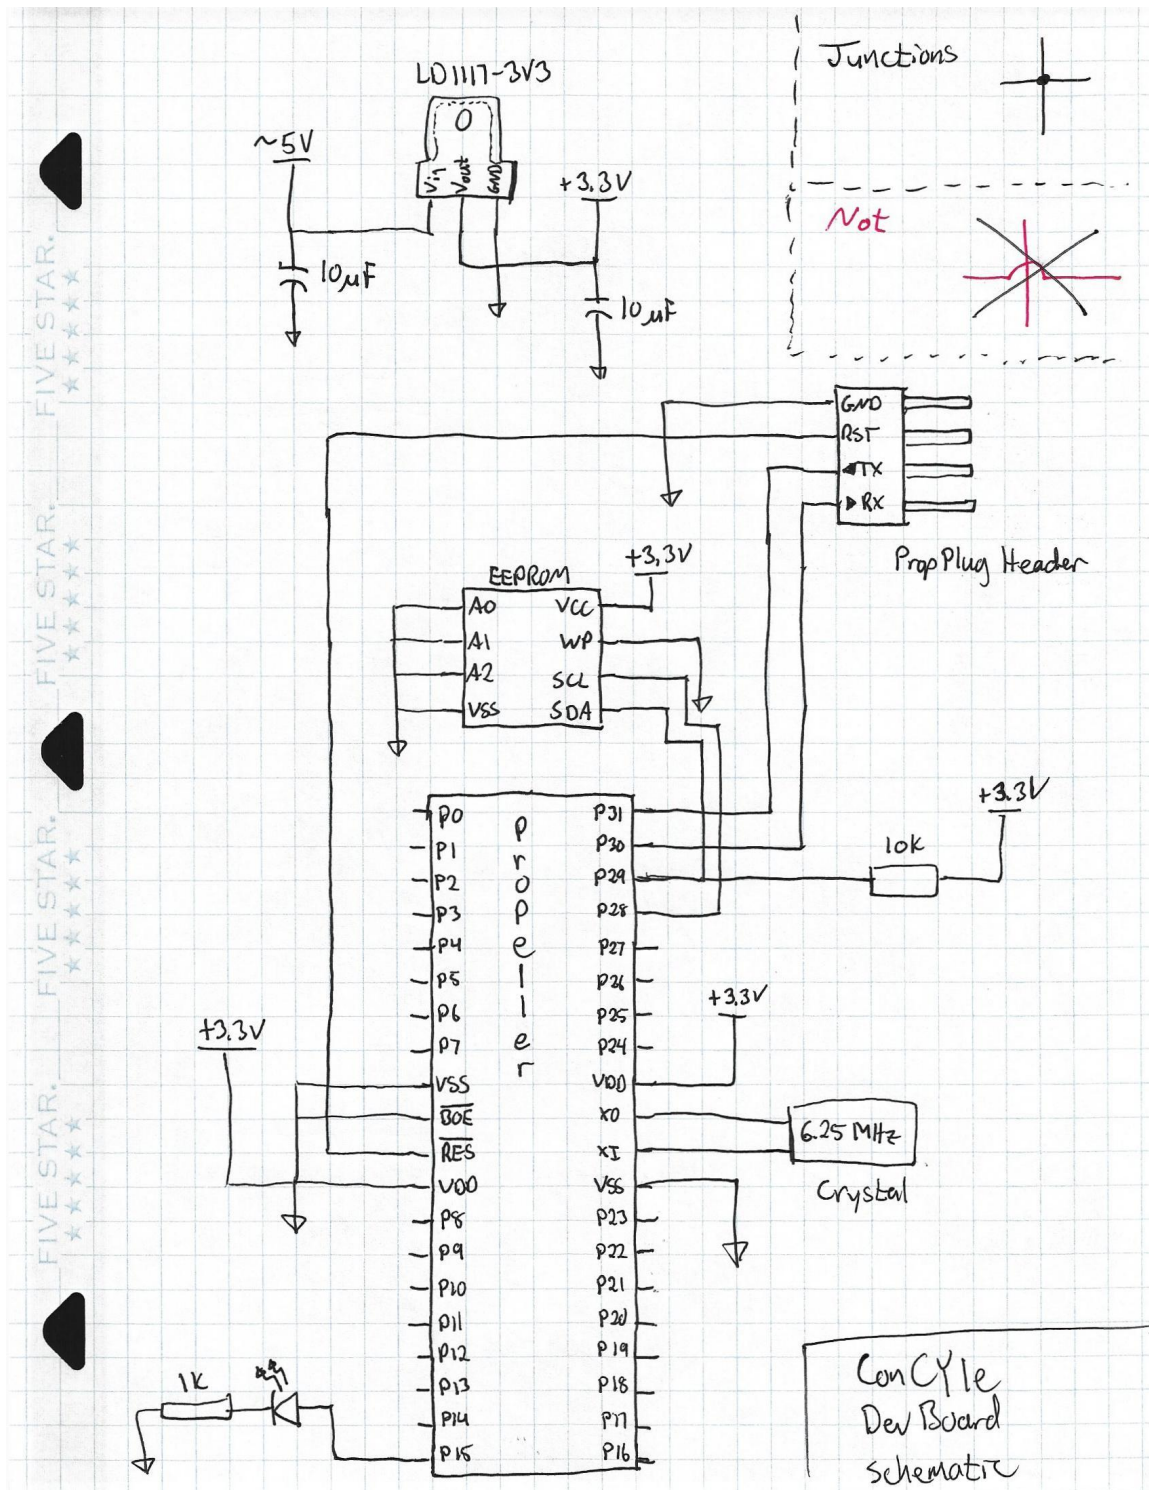 Junctions
Not
LD1117-3V3
~5V
Vin
Vout
GND
+3.3V
10µF
10µF
GND
RST
◄TX
►RX
PropPlug Header
EEPROM
+3.3V
A0 VCC
A1 WP
A2 SCL
VSS SDA
Propeller
P0 P31
P1 P30
P2 P29
P3 P28
P4 P27
P5 P26
P6 P25
P7 P24
VSS VDD
BOE XO
RES XI
VDD VSS
P8 P23
P9 P22
P10 P21
P11 P20
P12 P19
P13 P18
P14 P17
P15 P16
10K
+3.3V
+3.3V
+3.3V
6.25 MHz
Crystal
1K
ConCYle
Dev Board
Schematic
FIVE STAR.
FIVE STAR.
FIVE STAR.
FIVE STAR.